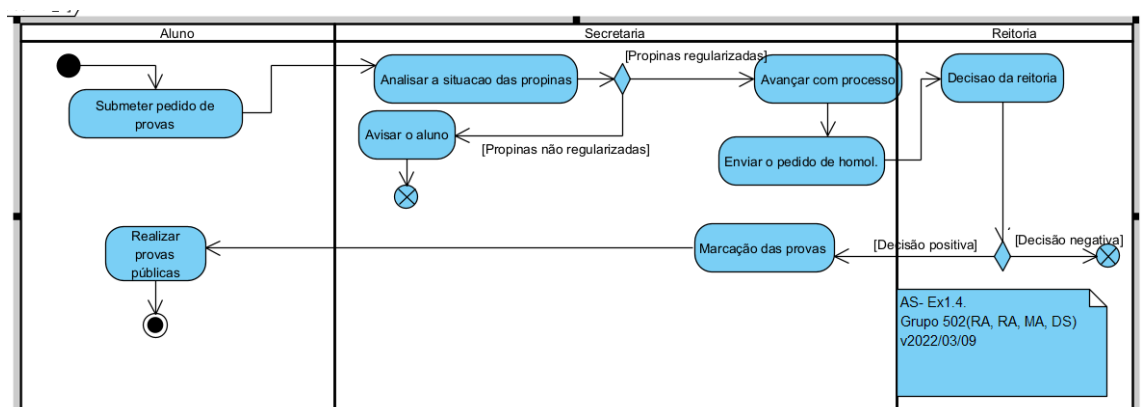 Aluno
Secretaria
Reitoria
Submeter pedido de
provas
Analisar a situacao das propinas
[Propinas regularizadas]
Avançar com processo
Decisao da reitoria
Avisar o aluno
[Propinas não regularizadas]
Enviar o pedido de homol.
Realizar
provas
públicas
Marcação das provas
[Decisão positiva]
[Decisão negativa]
AS- Ex1.4.
Grupo 502(RA, RA, MA, DS)
v2022/03/09